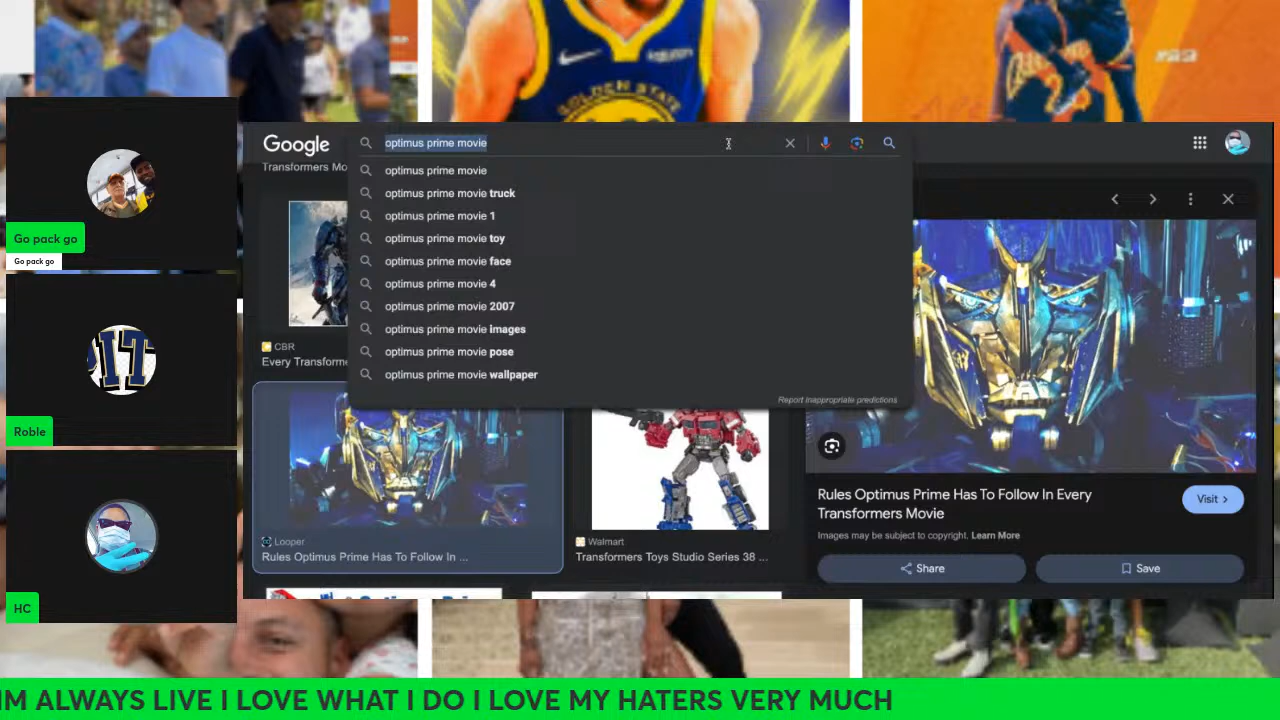 GOLDEN STATE
Go pack go
Go pack go
Roble
HC
Google
optimus prime movie
Transformers Mo
optimus prime movie
optimus prime movie truck
optimus prime movie 1
optimus prime movie toy
optimus prime movie face
optimus prime movie 4
optimus prime movie 2007
optimus prime movie images
optimus prime movie pose
optimus prime movie wallpaper
Report inappropriate predictions
CBR
Every Transforme
Looper
Rules Optimus Prime Has To Follow In ...
Walmart
Transformers Toys Studio Series 38 ...
Rules Optimus Prime Has To Follow In Every
Transformers Movie
Visit
Images may be subject to copyright. Learn More
Share
Save
IM ALWAYS LIVE I LOVE WHAT I DO I LOVE MY HATERS VERY MUCH